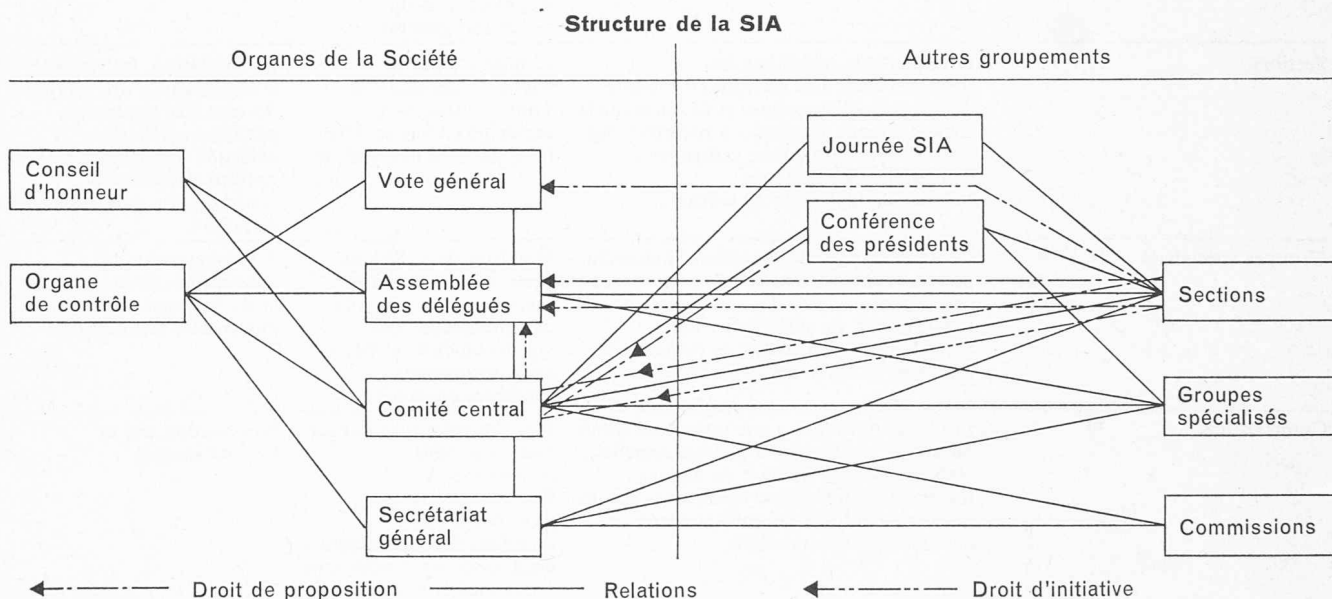 Structure de la SIA
Organes de la Société
Autres groupements
Conseil
d'honneur
Vote général
Journée SIA
Conférence
des présidents
Organe
de contrôle
Assemblée
des délégués
Sections
Comité central
Groupes
spécialisés
Secrétariat
général
Commissions
Droit de proposition
Relations
Droit d'initiative